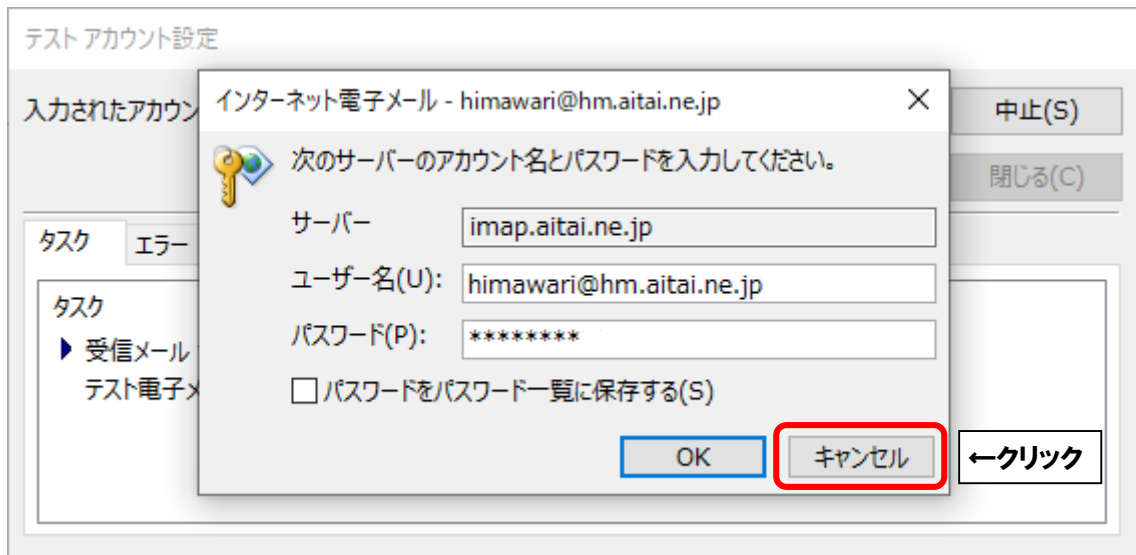 テスト アカウント設定
入力されたアカウン
中止(S)
閉じる(C)
タスク
エラー
タスク
受信メール
テスト電子メ
インターネット電子メール - himawari@hm.aitai.ne.jp
次のサーバーのアカウント名とパスワードを入力してください。
サーバー
imap.aitai.ne.jp
ユーザー名(U):
himawari@hm.aitai.ne.jp
パスワード(P):
********
パスワードをパスワード一覧に保存する(S)
OK
キャンセル
←クリック